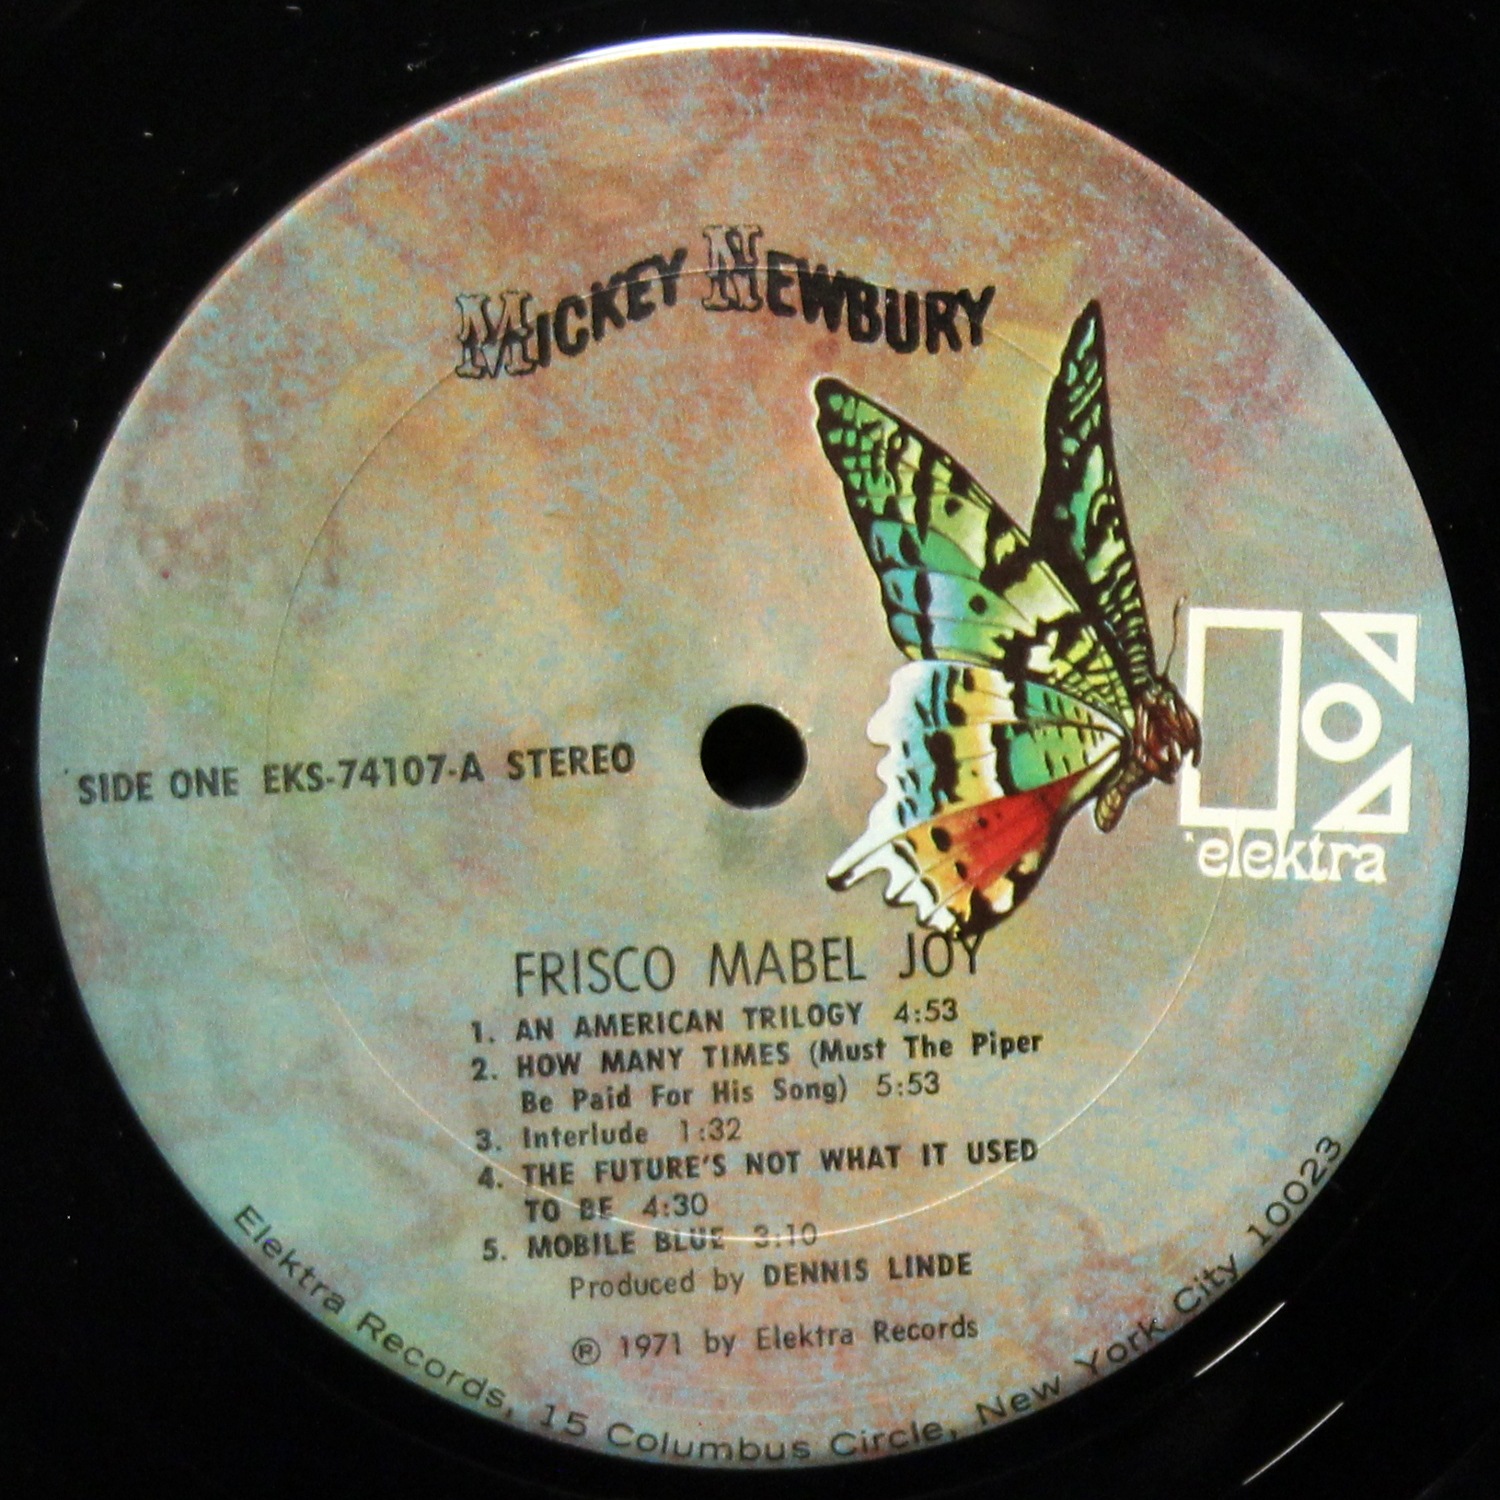 MICKEY NEWBURY
SIDE ONE EKS-74107-A STEREO
elektra
FRISCO MABEL JOY
1. AN AMERICAN TRILOGY 4:53
2. HOW MANY TIMES (Must The Piper
Be Paid For His Song) 5:53
3. Interlude 1:32
4. THE FUTURE'S NOT WHAT IT USED
TO BE 4:30
5. MOBILE BLUE 3:10
Produced by DENNIS LINDE
℗ 1971 by Elektra Records
Elektra Records, 15 Columbus Circle, New York City 10023